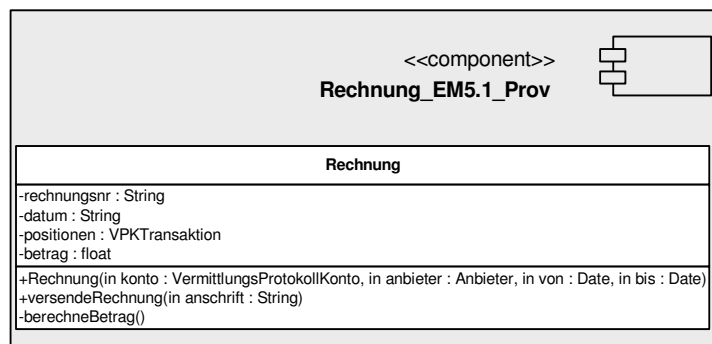 <<component>>
Rechnung_EM5.1_Prov
Rechnung
-rechnungsnr : String
-datum : String
-positionen : VPKTransaktion
-betrag : float
+Rechnung(in konto : VermittlungsProtokollKonto, in anbieter : Anbieter, in von : Date, in bis : Date)
+versendeRechnung(in anschrift : String)
-berechneBetrag()